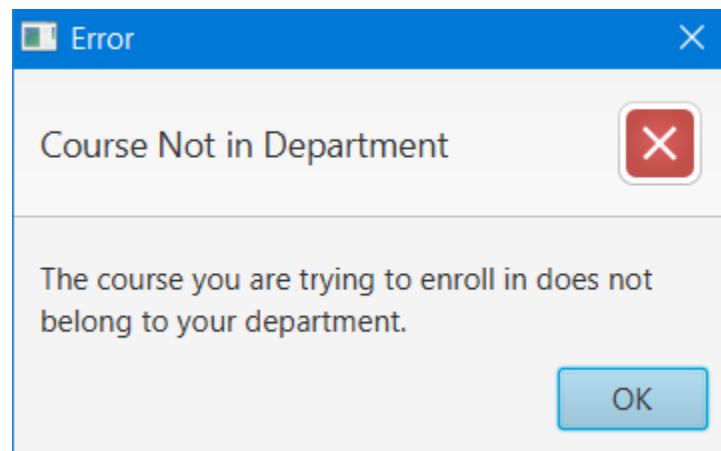 Error
Course Not in Department
The course you are trying to enroll in does not
belong to your department.
OK